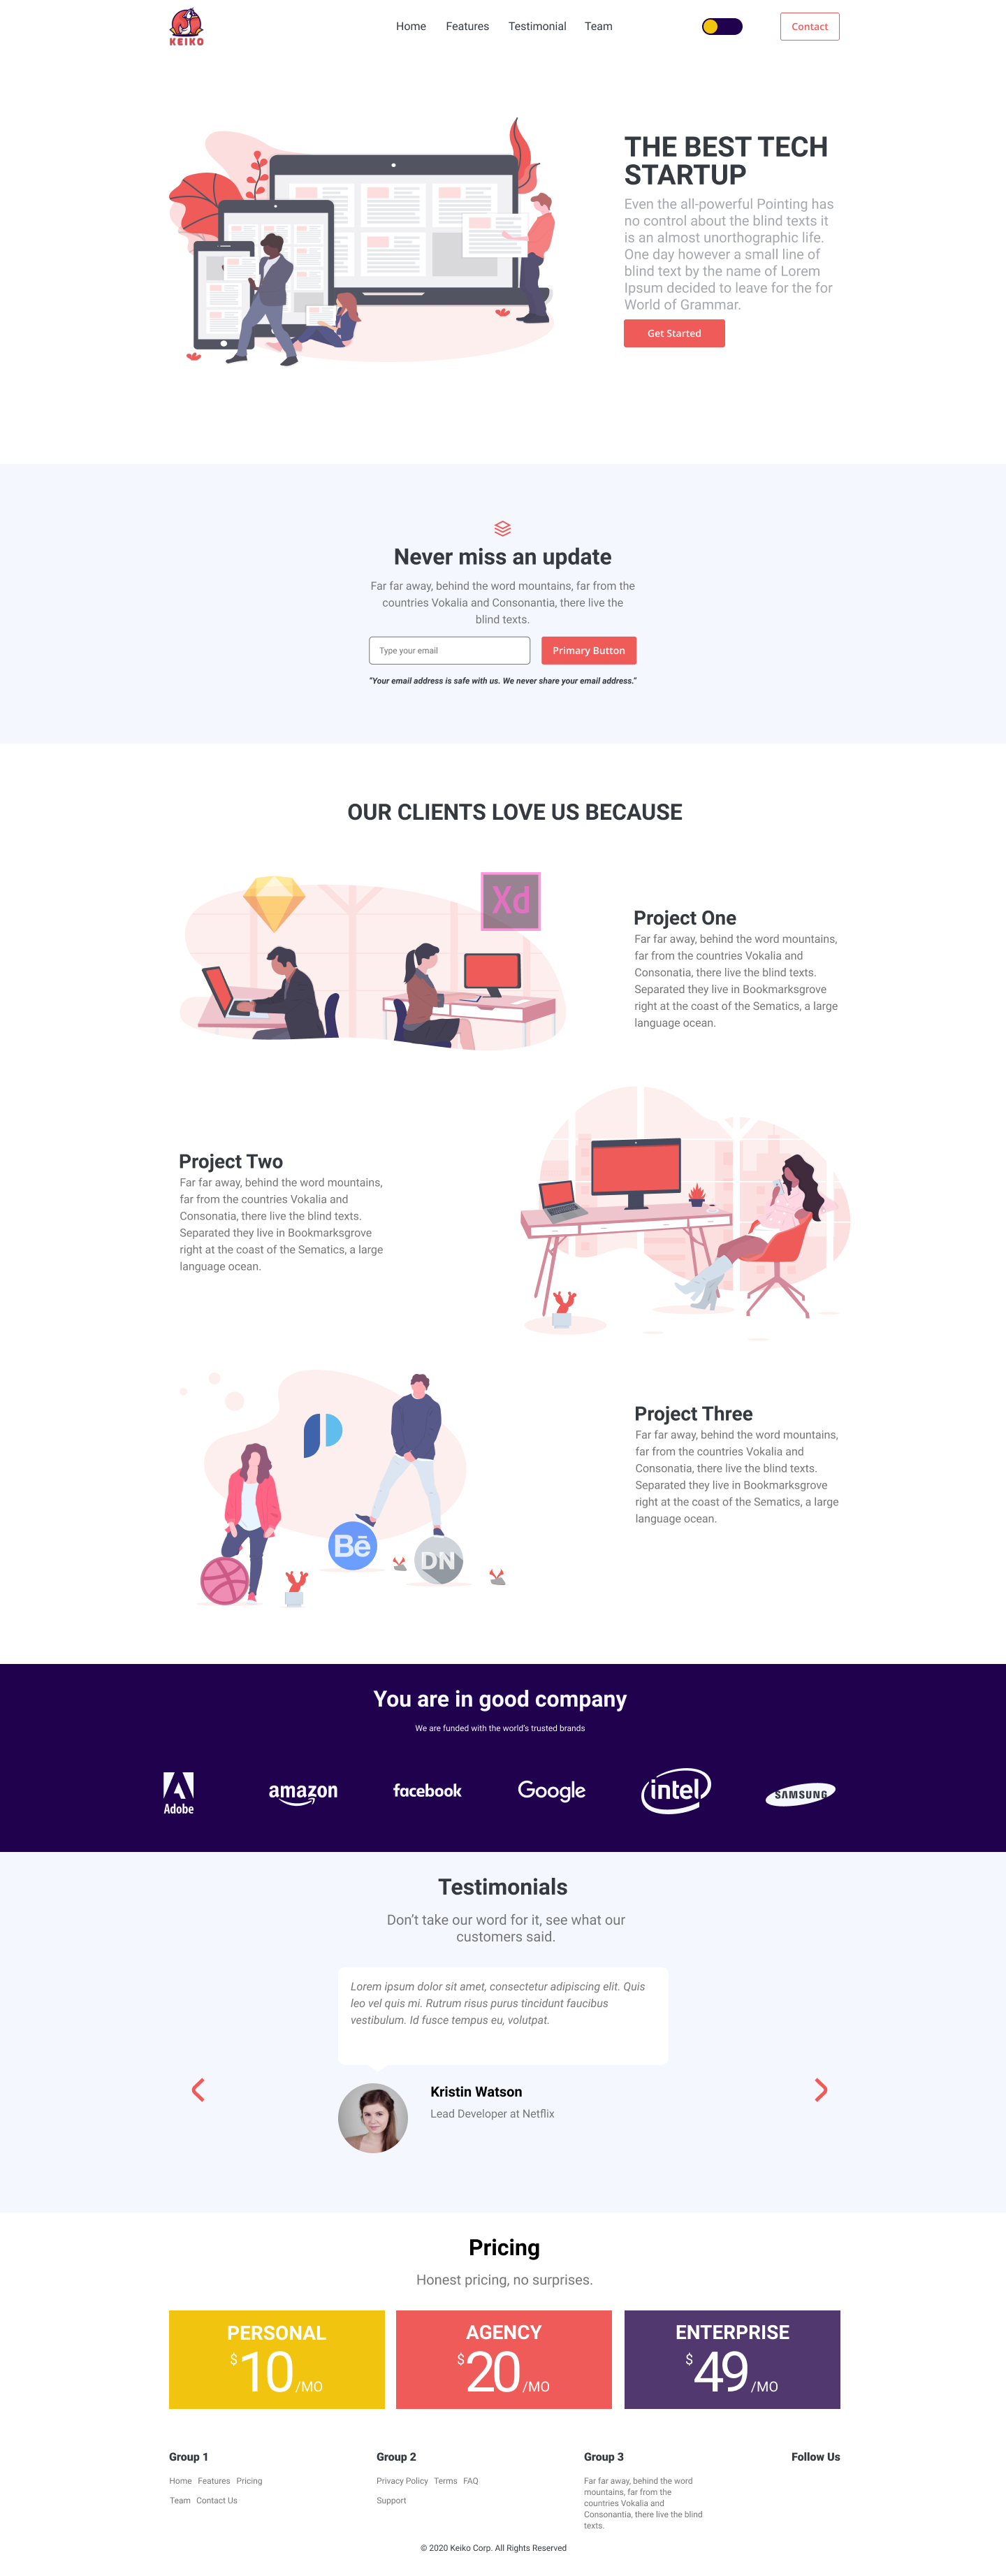 KEIKO
Home Features Testimonial Team
Contact
THE BEST TECH
STARTUP
Even the all-powerful Pointing has
no control about the blind texts it
is an almost unorthographic life.
One day however a small line of
blind text by the name of Lorem
Ipsum decided to leave for the for
World of Grammar.
Get Started
Never miss an update
Far far away, behind the word mountains, far from the
countries Vokalia and Consonantia, there live the
blind texts.
Type your email
Primary Button
"Your email address is safe with us. We never share your email address."
OUR CLIENTS LOVE US BECAUSE
Xd
Project One
Far far away, behind the word mountains,
far from the countries Vokalia and
Consonatia, there live the blind texts.
Separated they live in Bookmarksgrove
right at the coast of the Sematics, a large
language ocean.
Project Two
Far far away, behind the word mountains,
far from the countries Vokalia and
Consonatia, there live the blind texts.
Separated they live in Bookmarksgrove
right at the coast of the Sematics, a large
language ocean.
Project Three
Far far away, behind the word mountains,
far from the countries Vokalia and
Consonatia, there live the blind texts.
Separated they live in Bookmarksgrove
right at the coast of the Sematics, a large
language ocean.
Bē
DN
You are in good company
We are funded with the world's trusted brands
Adobe
amazon
facebook
Google
intel
SAMSUNG
Testimonials
Don't take our word for it, see what our
customers said.
Lorem ipsum dolor sit amet, consectetur adipiscing elit. Quis
leo vel quis mi. Rutrum risus purus tincidunt faucibus
vestibulum. Id fusce tempus eu, volutpat.
Kristin Watson
Lead Developer at Netflix
Pricing
Honest pricing, no surprises.
PERSONAL
$10/MO
AGENCY
$20/MO
ENTERPRISE
$49/MO
Group 1
Home Features Pricing
Team Contact Us
Group 2
Privacy Policy Terms FAQ
Support
Group 3
Far far away, behind the word
mountains, far from the
countries Vokalia and
Consonantia, there live the blind
texts.
Follow Us
© 2020 Keiko Corp. All Rights Reserved